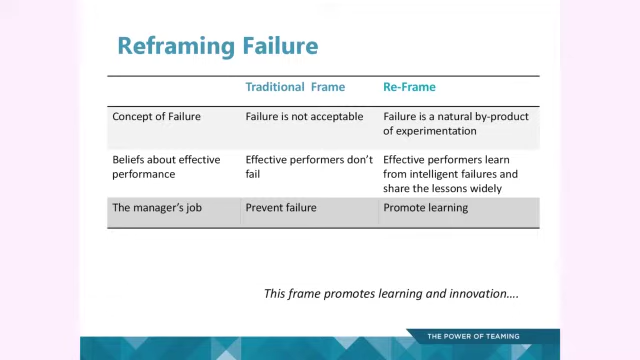 Reframing Failure
Traditional Frame Re-Frame
Concept of Failure Failure is not acceptable Failure is a natural by-product
of experimentation
Beliefs about effective Effective performers don't Effective performers learn
performance fail from intelligent failures and
share the lessons widely
The manager's job Prevent failure Promote learning
This frame promotes learning and innovation....
THE POWER OF TEAMING